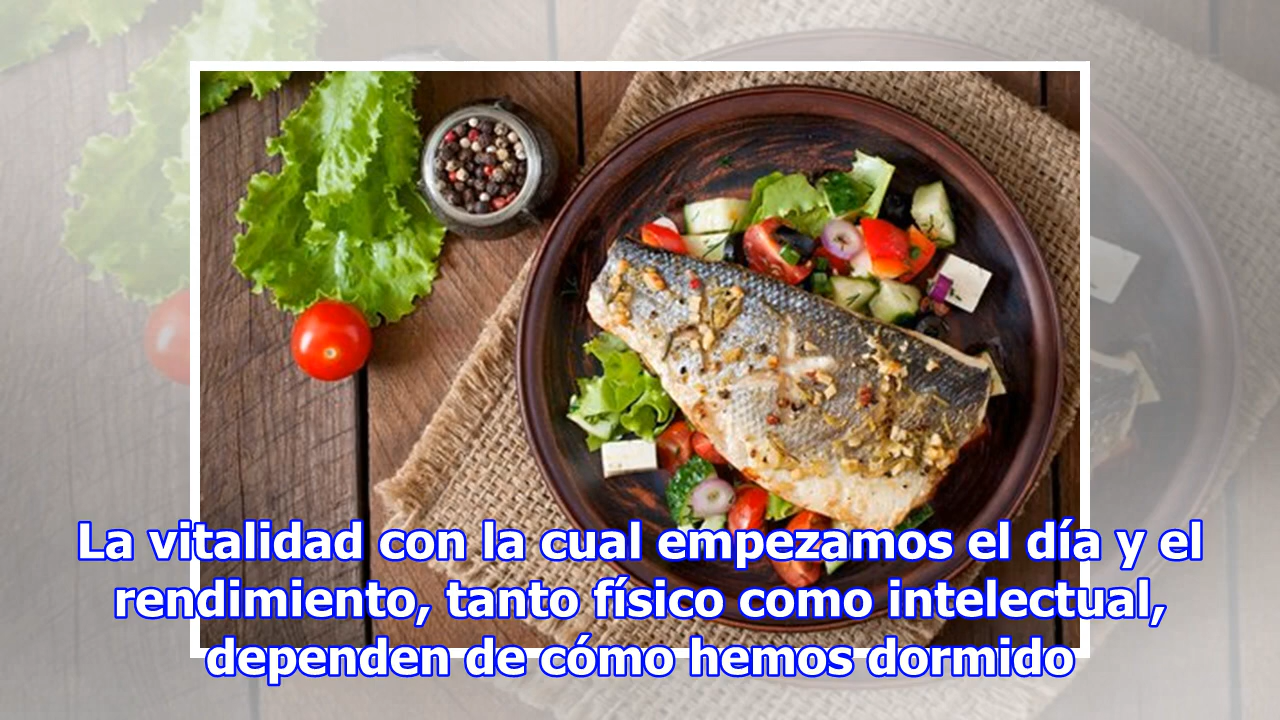 La vitalidad con la cual empezamos el día y el
rendimiento, tanto físico como intelectual,
dependen de cómo hemos dormido